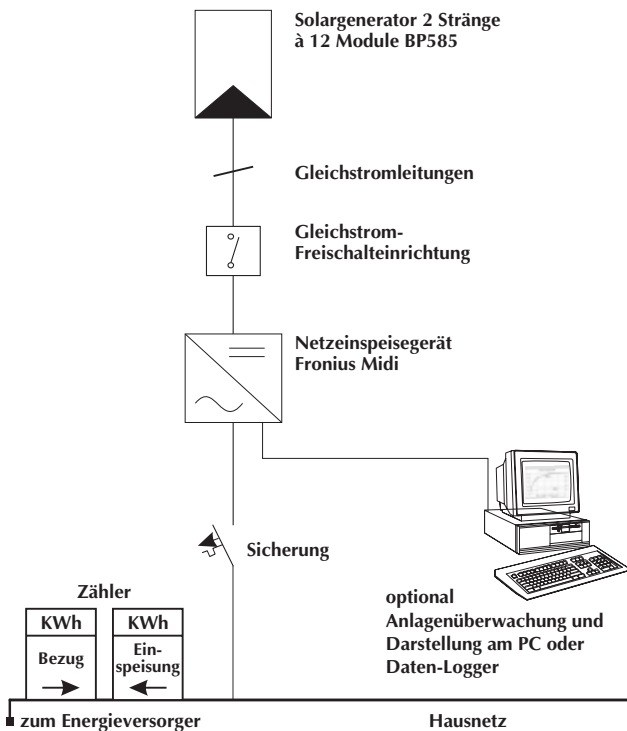 Solargenerator 2 Stränge
à 12 Module BP585
Gleichstromleitungen
Gleichstrom-
Freischalteinrichtung
Netzeinspeisegerät
Fronius Midi
Sicherung
optional
Anlagenüberwachung und
Darstellung am PC oder
Daten-Logger
Zähler
KWh
Bezug
KWh
Ein-
speisung
zum Energieversorger
Hausnetz